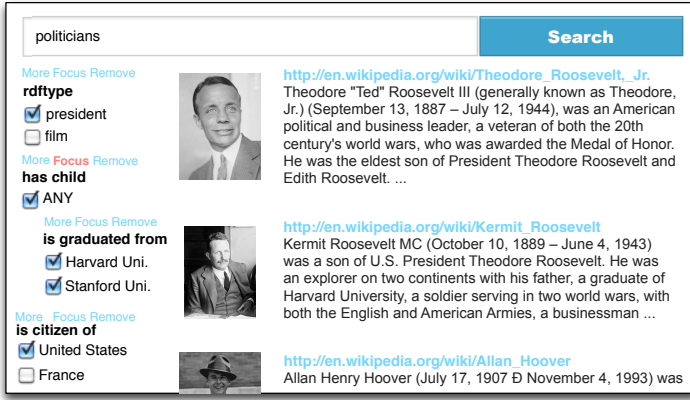 politicians
Search
More Focus Remove
rdftype
president
film
More Focus Remove
has child
ANY
More Focus Remove
is graduated from
Harvard Uni.
Stanford Uni.
More Focus Remove
is citizen of
United States
France
http://en.wikipedia.org/wiki/Theodore_Roosevelt,_Jr.
Theodore "Ted" Roosevelt III (generally known as Theodore,
Jr.) (September 13, 1887 – July 12, 1944), was an American
political and business leader, a veteran of both the 20th
century's world wars, who was awarded the Medal of Honor.
He was the eldest son of President Theodore Roosevelt and
Edith Roosevelt. ...
http://en.wikipedia.org/wiki/Kermit_Roosevelt
Kermit Roosevelt MC (October 10, 1889 – June 4, 1943)
was a son of U.S. President Theodore Roosevelt. He was
an explorer on two continents with his father, a graduate of
Harvard University, a soldier serving in two world wars, with
both the English and American Armies, a businessman ...
http://en.wikipedia.org/wiki/Allan_Hoover
Allan Henry Hoover (July 17, 1907 Ð November 4, 1993) was